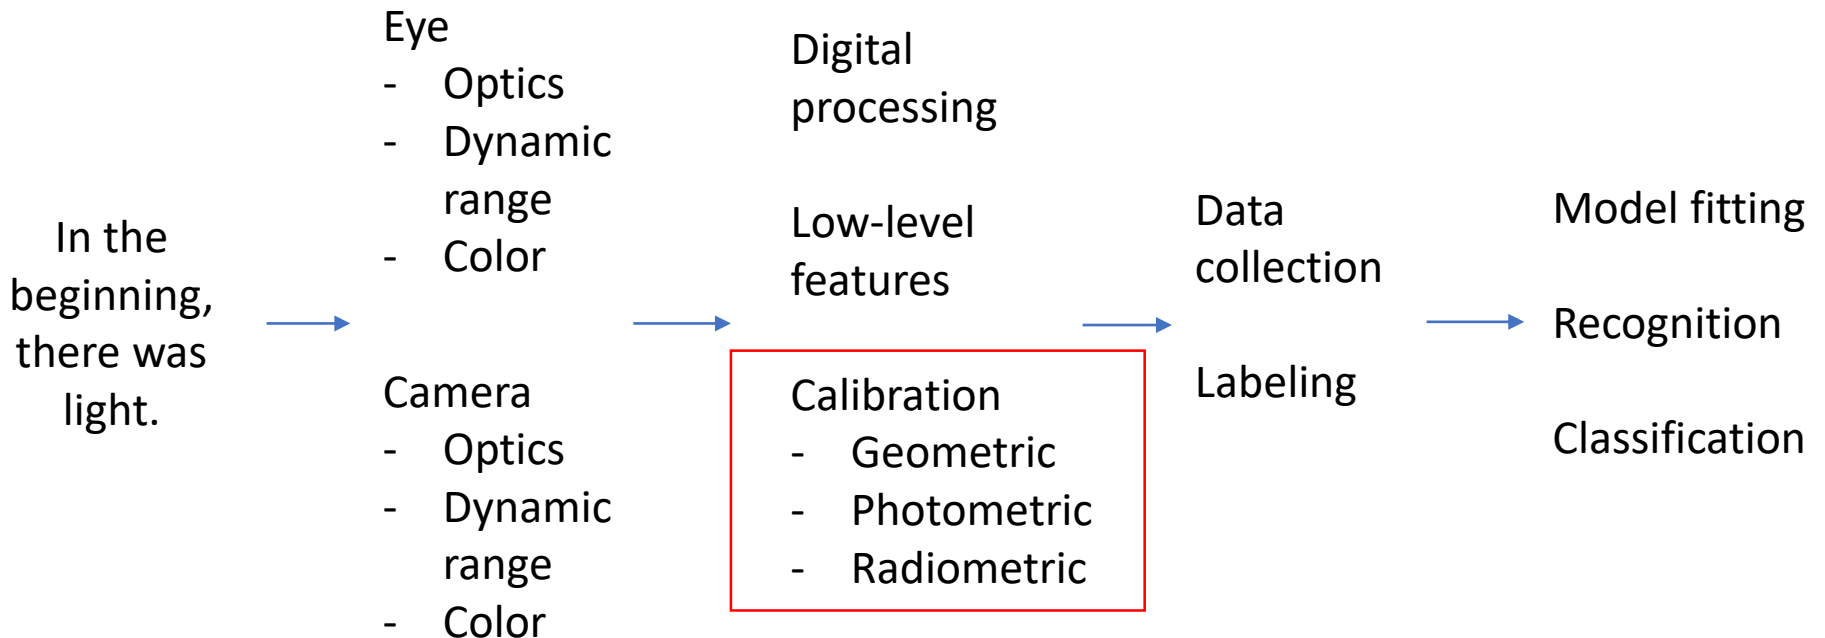 In the
beginning,
there was
light.
Eye
- Optics
- Dynamic
range
- Color
Camera
- Optics
- Dynamic
range
- Color
Digital
processing
Low-level
features
Calibration
- Geometric
- Photometric
- Radiometric
Data
collection
Labeling
Model fitting
Recognition
Classification